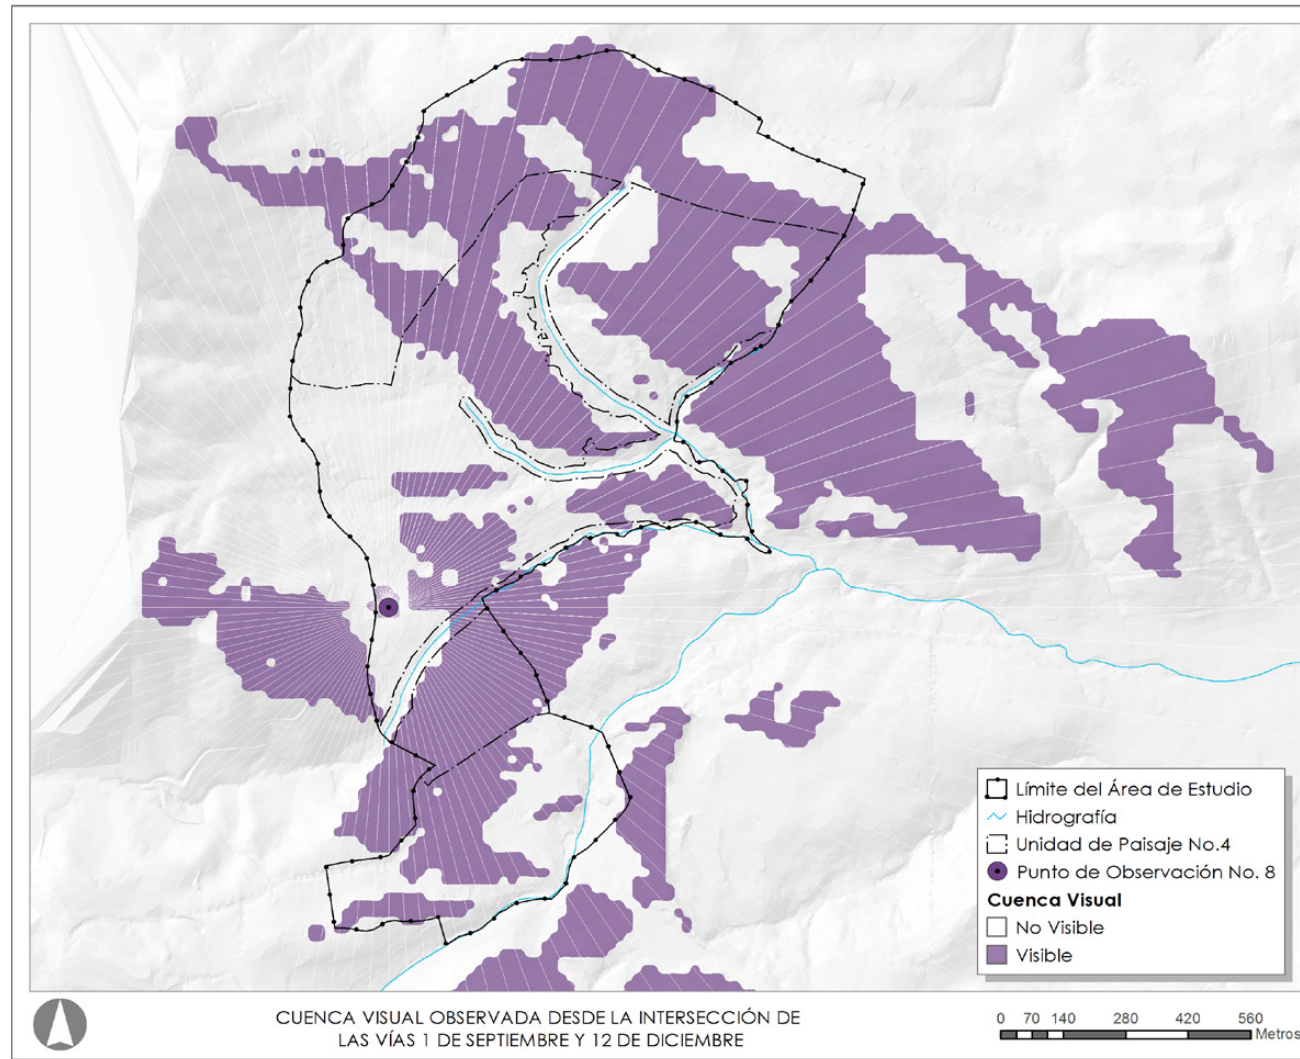 Límite del Área de Estudio
Hidrografía
Unidad de Paisaje No.4
Punto de Observación No. 8
Cuenca Visual
No Visible
Visible
CUENCA VISUAL OBSERVADA DESDE LA INTERSECCIÓN DE
LAS VÍAS 1 DE SEPTIEMBRE Y 12 DE DICIEMBRE
0 70 140 280 420 560
Metros